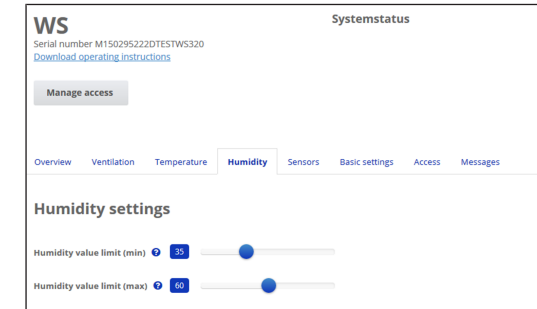 WS
Systemstatus
Serial number M150295222DTESTWS320
Download operating instructions
Manage access
Overview Ventilation Temperature Humidity Sensors Basic settings Access Messages
Humidity settings
Humidity value limit (min) ? 35
Humidity value limit (max) ? 60